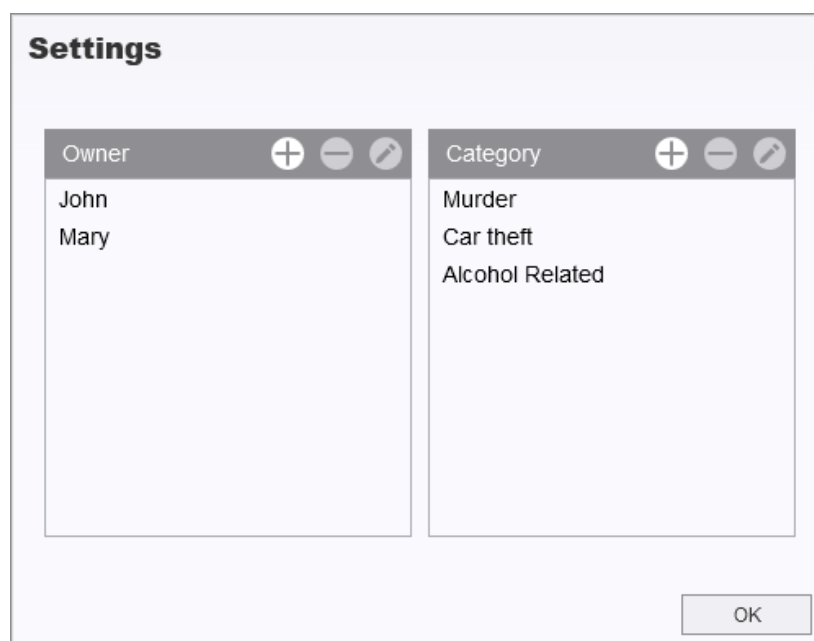 Settings
Owner
John
Mary
Category
Murder
Car theft
Alcohol Related
OK